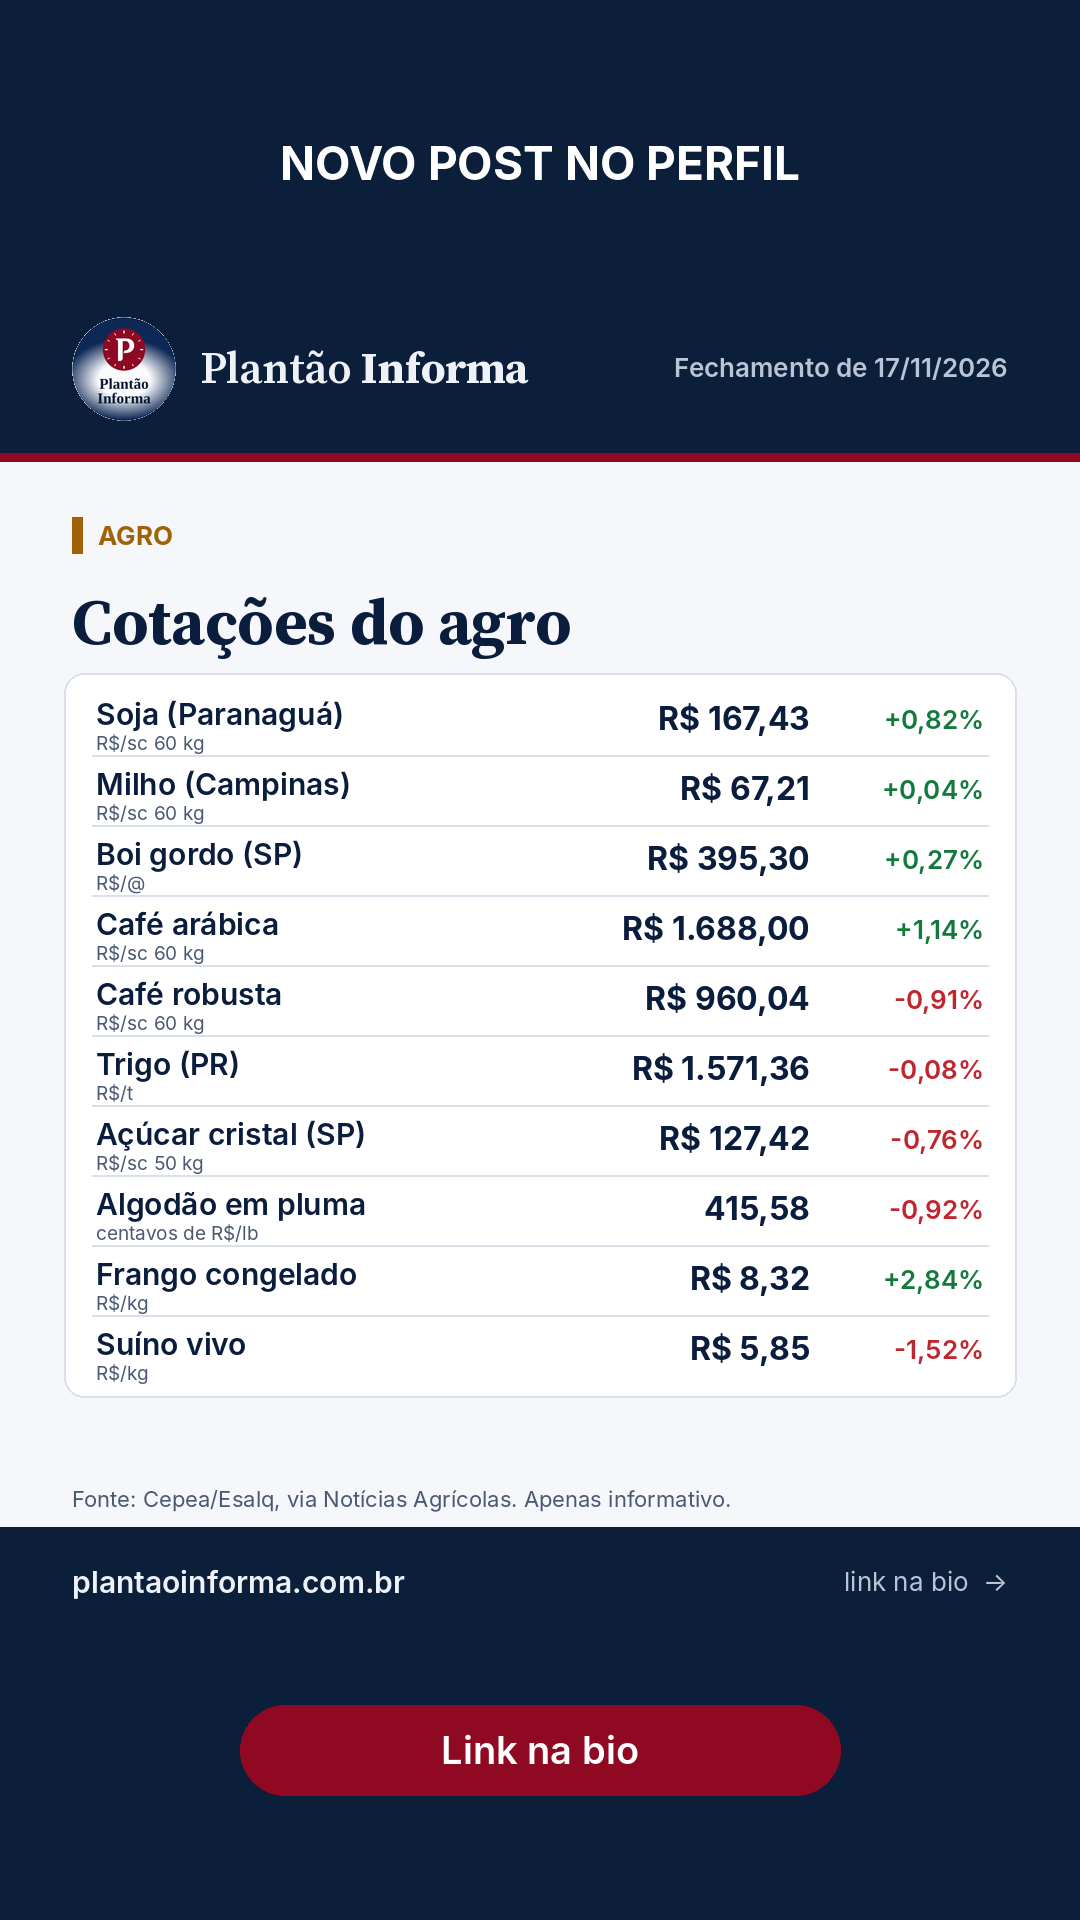 NOVO POST NO PERFIL
P
Plantão
Informa
Plantão Informa
Fechamento de 17/11/2026
AGRO
Cotações do agro
Soja (Paranaguá) R$ 167,43 +0,82%
R$/sc 60 kg
Milho (Campinas) R$ 67,21 +0,04%
R$/sc 60 kg
Boi gordo (SP) R$ 395,30 +0,27%
R$/@
Café arábica R$ 1.688,00 +1,14%
R$/sc 60 kg
Café robusta R$ 960,04 -0,91%
R$/sc 60 kg
Trigo (PR) R$ 1.571,36 -0,08%
R$/t
Açúcar cristal (SP) R$ 127,42 -0,76%
R$/sc 50 kg
Algodão em pluma 415,58 -0,92%
centavos de R$/lb
Frango congelado R$ 8,32 +2,84%
R$/kg
Suíno vivo R$ 5,85 -1,52%
R$/kg
Fonte: Cepea/Esalq, via Notícias Agrícolas. Apenas informativo.
plantaoinforma.com.br
link na bio →
Link na bio